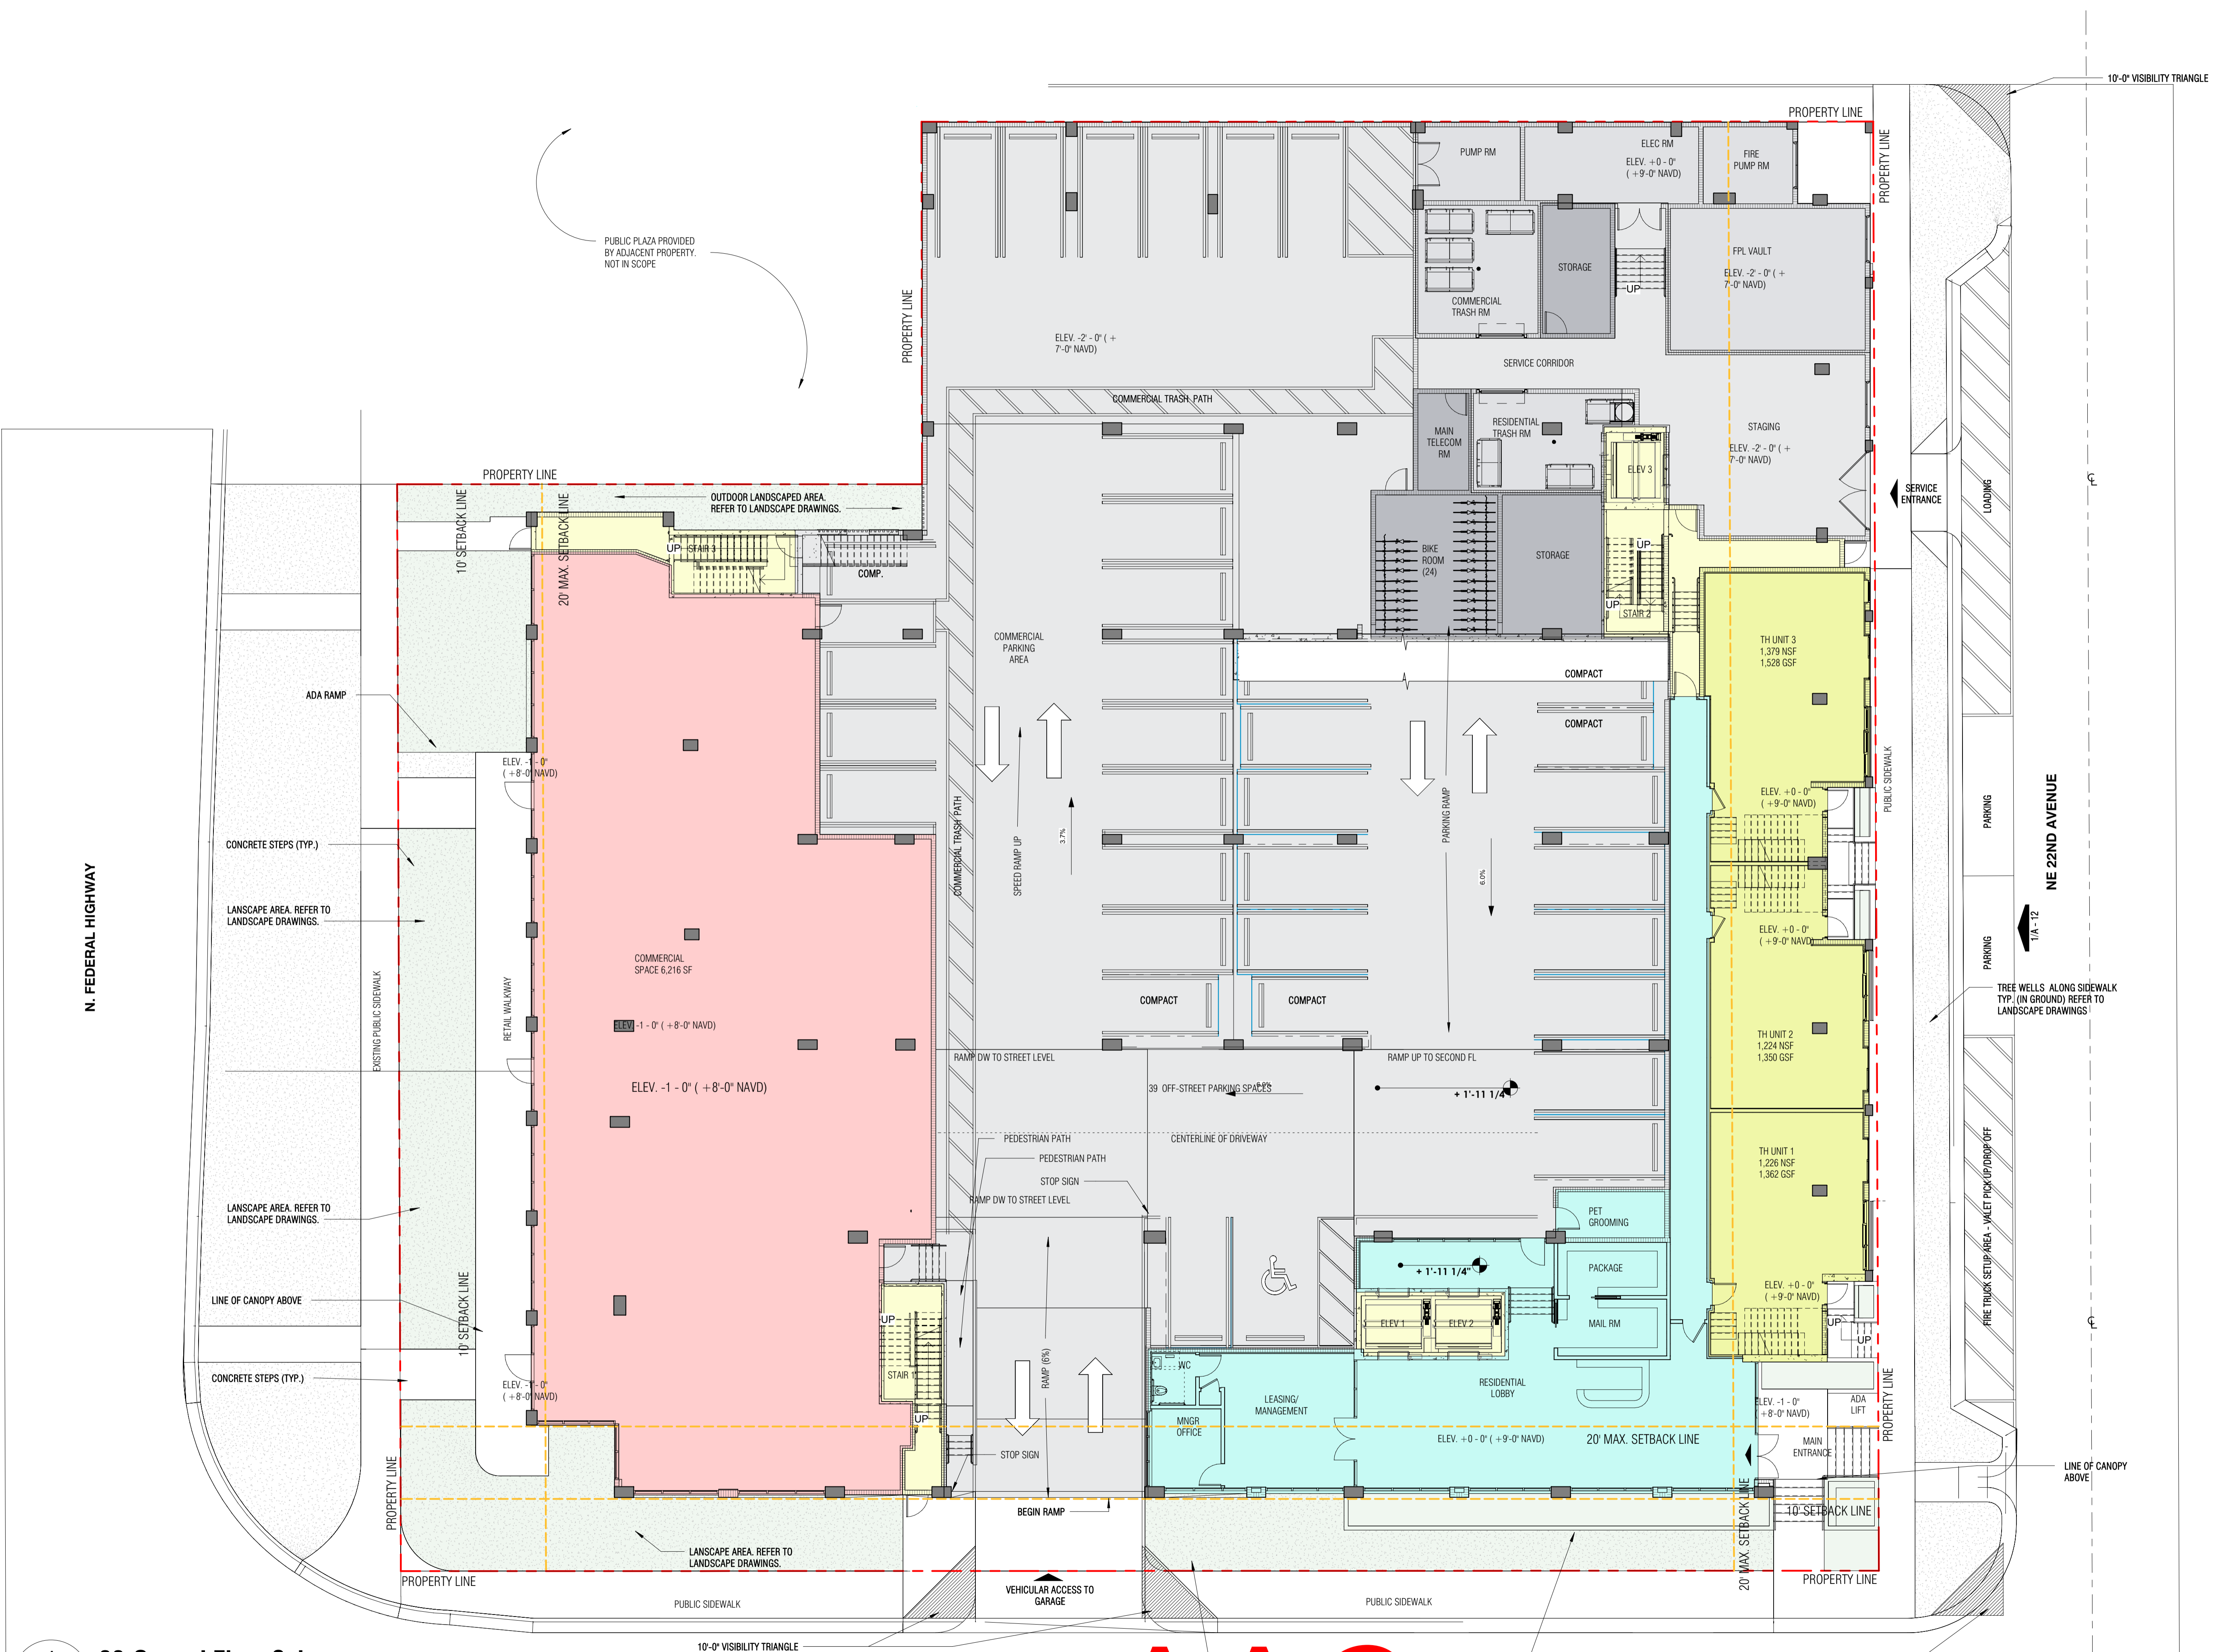 10'-0" VISIBILITY TRIANGLE
PROPERTY LINE
PROPERTY LINE
PUMP RM
ELEC RM
ELEV. +0 - 0"
( +9'-0" NAVD)
FIRE
PUMP RM
PUBLIC PLAZA PROVIDED
BY ADJACENT PROPERTY.
NOT IN SCOPE
PROPERTY LINE
STORAGE
UP
FPL VAULT
ELEV. -2' - 0" ( +
7'-0" NAVD)
COMMERCIAL
TRASH RM
ELEV. -2' - 0" ( +
7'-0" NAVD)
SERVICE CORRIDOR
COMMERCIAL TRASH PATH
MAIN
TELECOM
RM
RESIDENTIAL
TRASH RM
STAGING
ELEV. -2' - 0" ( +
7'-0" NAVD)
ELEV 3
PROPERTY LINE
10' SETBACK LINE
20' MAX. SETBACK LINE
OUTDOOR LANDSCAPED AREA.
REFER TO LANDSCAPE DRAWINGS.
SERVICE
ENTRANCE
LOADING
UP
STAIR 3
COMP.
BIKE
ROOM
(24)
STORAGE
UP
UP
STAIR 2
COMMERCIAL
PARKING
AREA
TH UNIT 3
1,379 NSF
1,528 GSF
COMPACT
COMPACT
ADA RAMP
ELEV. -1 - 0"
( +8'-0" NAVD)
PUBLIC SIDEWALK
ELEV. +0 - 0"
( +9'-0" NAVD)
PARKING
NE 22ND AVENUE
CONCRETE STEPS (TYP.)
COMMERCIAL TRASH PATH
SPEED RAMP UP
3.7%
PARKING RAMP
6.0%
N. FEDERAL HIGHWAY
LANSCAPE AREA. REFER TO
LANDSCAPE DRAWINGS.
ELEV. +0 - 0"
( +9'-0" NAVD)
PARKING
1/A - 12
COMMERCIAL
SPACE 6,216 SF
EXISTING PUBLIC SIDEWALK
RETAIL WALKWAY
COMPACT
COMPACT
TREE WELLS ALONG SIDEWALK
TYP. (IN GROUND) REFER TO
LANDSCAPE DRAWINGS
ELEV. -1 - 0" ( +8'-0" NAVD)
TH UNIT 2
1,224 NSF
1,350 GSF
RAMP DW TO STREET LEVEL
RAMP UP TO SECOND FL
ELEV. -1 - 0" ( +8'-0" NAVD)
39 OFF-STREET PARKING SPACES
+ 1'-11 1/4"
PEDESTRIAN PATH
CENTERLINE OF DRIVEWAY
PEDESTRIAN PATH
TH UNIT 1
1,226 NSF
1,362 GSF
STOP SIGN
RAMP DW TO STREET LEVEL
FIRE TRUCK SETUP AREA - VALET PICK UP/DROP OFF
LANSCAPE AREA. REFER TO
LANDSCAPE DRAWINGS.
PET
GROOMING
+ 1'-11 1/4"
PACKAGE
ELEV. +0 - 0"
( +9'-0" NAVD)
LINE OF CANOPY ABOVE
10' SETBACK LINE
UP
ELEV 1
ELEV 2
MAIL RM
UP
UP
CONCRETE STEPS (TYP.)
ELEV. -1 - 0"
( +8'-0" NAVD)
STAIR 1
RAMP (6%)
WC
LEASING/
MANAGEMENT
RESIDENTIAL
LOBBY
ELEV. -1 - 0"
( +8'-0" NAVD)
ADA
LIFT
PROPERTY LINE
UP
MNGR
OFFICE
ELEV. +0 - 0" ( +9'-0" NAVD)
20' MAX. SETBACK LINE
MAIN
ENTRANCE
STOP SIGN
LINE OF CANOPY
ABOVE
PROPERTY LINE
BEGIN RAMP
20' MAX. SETBACK LINE
10' SETBACK LINE
LANSCAPE AREA. REFER TO
LANDSCAPE DRAWINGS.
PROPERTY LINE
PROPERTY LINE
VEHICULAR ACCESS TO
GARAGE
PUBLIC SIDEWALK
PUBLIC SIDEWALK
10'-0" VISIBILITY TRIANGLE